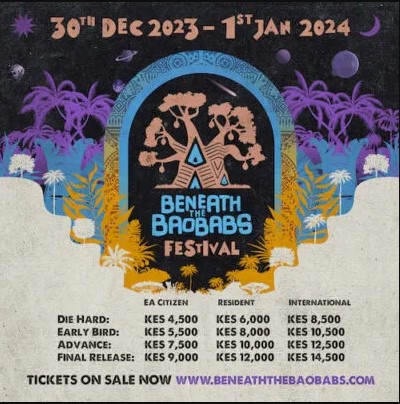 30TH DEC 2023 – 1ST JAN 2024
BENEATH
THE
BAOBABS
FESTIVAL
EA CITIZEN RESIDENT INTERNATIONAL
DIE HARD: KES 4,500 KES 6,000 KES 8,500
EARLY BIRD: KES 5,500 KES 8,000 KES 10,500
ADVANCE: KES 7,500 KES 10,000 KES 12,500
FINAL RELEASE: KES 9,000 KES 12,000 KES 14,500
TICKETS ON SALE NOW WWW.BENEATHTHEBAOBABS.COM